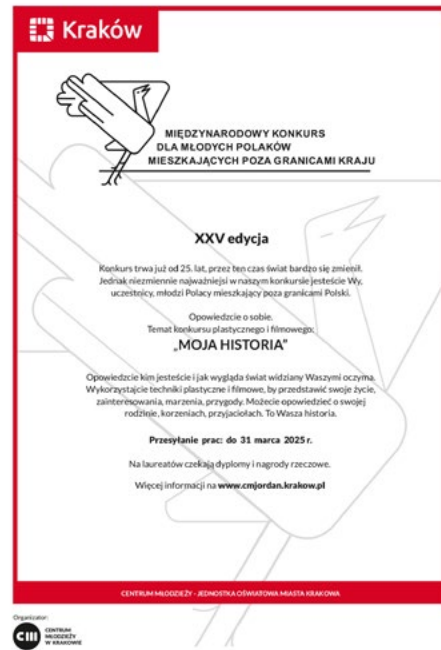 Kraków
MIĘDZYNARODOWY KONKURS
DLA MŁODYCH POLAKÓW
MIESZKAJĄCYCH POZA GRANICAMI KRAJU
XXV edycja
Konkurs trwa już od 25. lat, przez ten czas świat bardzo się zmienił.
Jednak niezmiennie najważniejsi w naszym konkursie jesteście Wy,
uczestnicy, młodzi Polacy mieszkający poza granicami Polski.
Opowiedzcie o sobie.
Temat konkursu plastycznego i filmowego:
„MOJA HISTORIA”
Opowiedzcie kim jesteście i jak wygląda świat widziany Waszymi oczyma.
Wykorzystajcie techniki plastyczne i filmowe, by przedstawić swoje życie,
zainteresowania, marzenia, przygody. Możecie opowiedzieć o swojej
rodzinie, korzeniach, przyjaciołach. To Wasza historia.
Przesyłanie prac: do 31 marca 2025 r.
Na laureatów czekają dyplomy i nagrody rzeczowe.
Więcej informacji na www.cmjordan.krakow.pl
CENTRUM MŁODZIEŻY - JEDNOSTKA OŚWIATOWA MIASTA KRAKOWA
Organizator:
CM
CENTRUM
MŁODZIEŻY
W KRAKOWIE